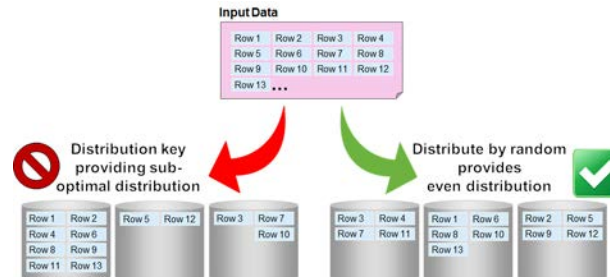 Input Data
Row 1 Row 2 Row 3 Row 4
Row 5 Row 6 Row 7 Row 8
Row 9 Row 10 Row 11 Row 12
Row 13 ...
Distribution key
providing sub-
optimal distribution
Distribute by random
provides
even distribution
Row 1 Row 2
Row 4 Row 6
Row 8 Row 9
Row 11 Row 13
Row 5 Row 12
Row 3 Row 7
Row 10
Row 3 Row 4
Row 7 Row 11
Row 1 Row 6
Row 8 Row 10
Row 13
Row 2 Row 5
Row 9 Row 12